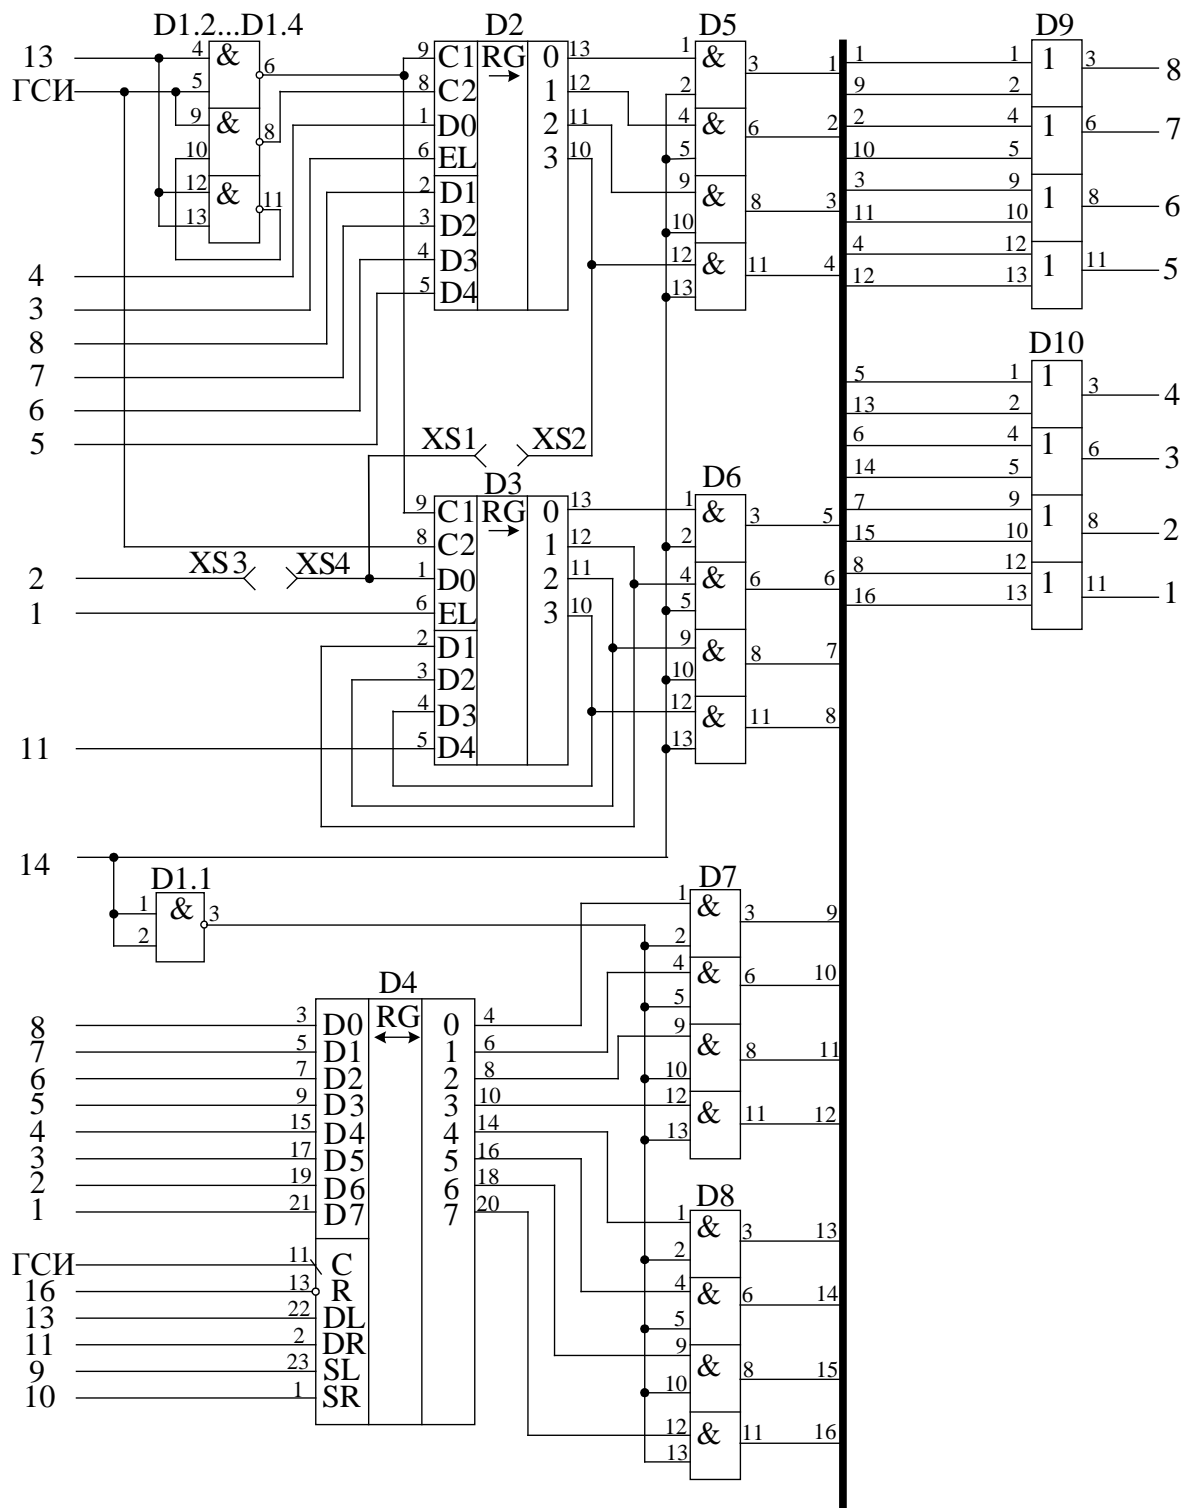 D1.2...D1.4
13
ГСИ
4
5
&
6
9
10
&
8
12
13
&
11
4
3
8
7
6
5
D2
9 C1 RG 0 13
8 C2 1 12
1 D0 2 11
6 EL 3 10
2 D1
3 D2
4 D3
5 D4
D5
1 & 3 1
2
4 & 6 2
5
9 & 8 3
10
12 & 11 4
13
D9
1 1 1 3 8
9 2
2 4 1 6 7
10 5
3 9 1 8 6
11 10
4 12 1 11 5
12 13
D10
5 1 1 3 4
13 2
6 4 1 6 3
14 5
7 9 1 8 2
15 10
8 12 1 11 1
16 13
XS1 XS2
XS3 XS4
2
1
11
D3
9 C1 RG 0 13
8 C2 1 12
1 D0 2 11
6 EL 3 10
2 D1
3 D2
4 D3
5 D4
D6
1 & 3 5
2
4 & 6 6
5
9 & 8 7
10
12 & 11 8
13
14
D1.1
1 & 3
2
D7
1 & 3 9
2
4 & 6 10
5
9 & 8 11
10
12 & 11 12
13
D4
8 3 D0 RG 0 4
7 5 D1 1 6
6 7 D2 2 8
5 9 D3 3 10
4 15 D4 4 14
3 17 D5 5 16
2 19 D6 6 18
1 21 D7 7 20
ГСИ 11 C
16 13 R
13 22 DL
11 2 DR
9 23 SL
10 1 SR
D8
1 & 3 13
2
4 & 6 14
5
9 & 8 15
10
12 & 11 16
13